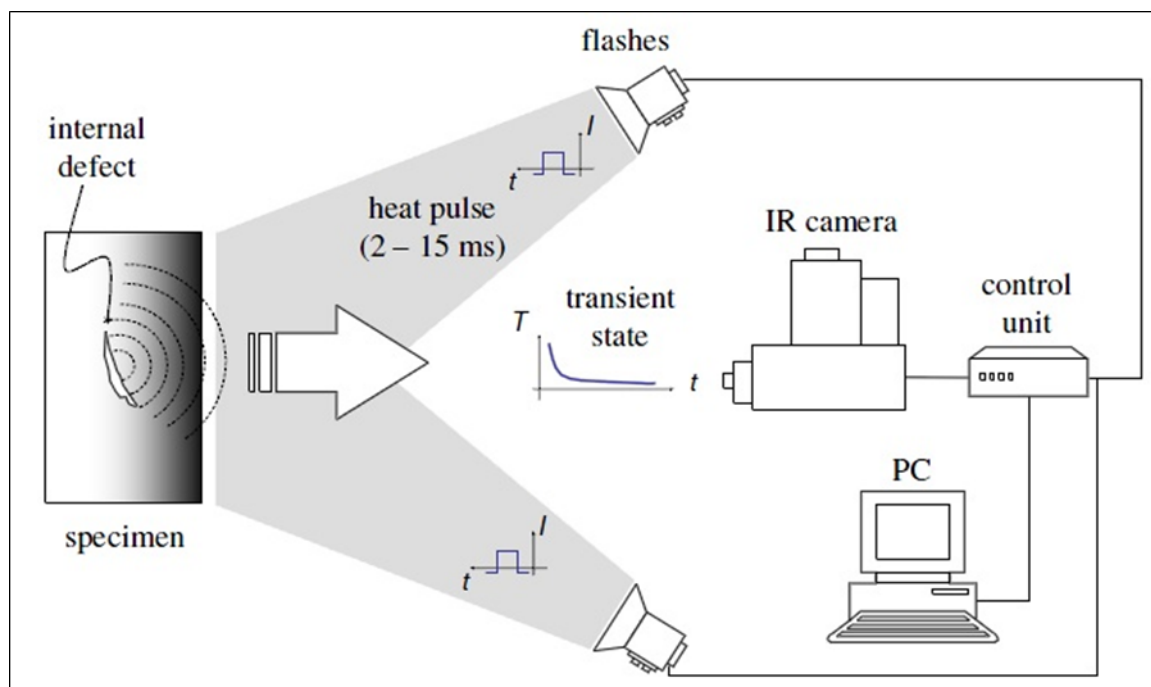 flashes
internal
defect
I
t
heat pulse
(2 – 15 ms)
IR camera
transient
state
T
t
control
unit
PC
specimen
I
t